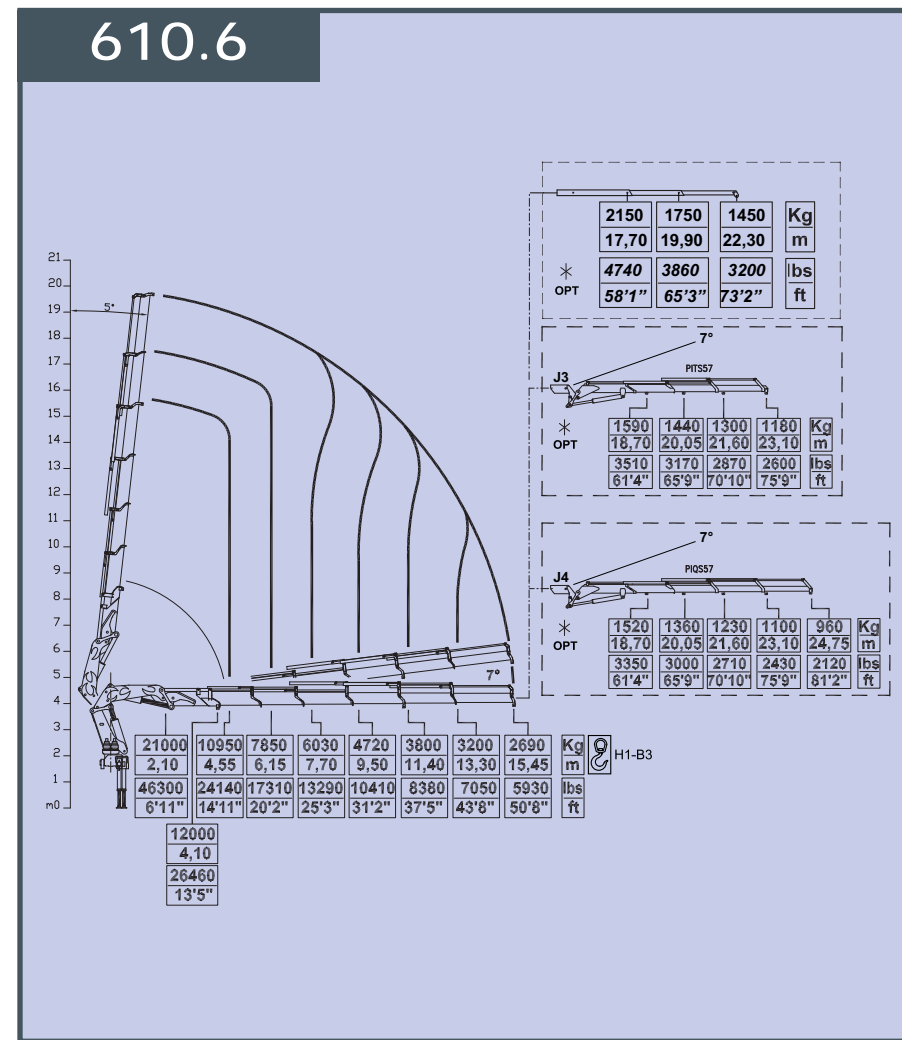 610.6
2150 1750 1450 Kg
17,70 19,90 22,30 m
4740 3860 3200 lbs
58'1" 65'3" 73'2" ft
OPT
7°
J3
PITS57
1590 1440 1300 1180 Kg
18,70 20,05 21,60 23,10 m
3510 3170 2870 2600 lbs
61'4" 65'9" 70'10" 75'9" ft
OPT
7°
J4
PIQS57
1520 1360 1230 1100 960 Kg
18,70 20,05 21,60 23,10 24,75 m
3350 3000 2710 2430 2120 lbs
61'4" 65'9" 70'10" 75'9" 81'2" ft
OPT
21
20
19
5°
18
17
16
15
14
13
12
11
10
9
8
7
6
5
7°
4
3
2
1
m0
21000 10950 7850 6030 4720 3800 3200 2690 Kg
2,10 4,55 6,15 7,70 9,50 11,40 13,30 15,45 m
H1-B3
46300 24140 17310 13290 10410 8380 7050 5930 lbs
6'11" 14'11" 20'2" 25'3" 31'2" 37'5" 43'8" 50'8" ft
12000
4,10
26460
13'5"